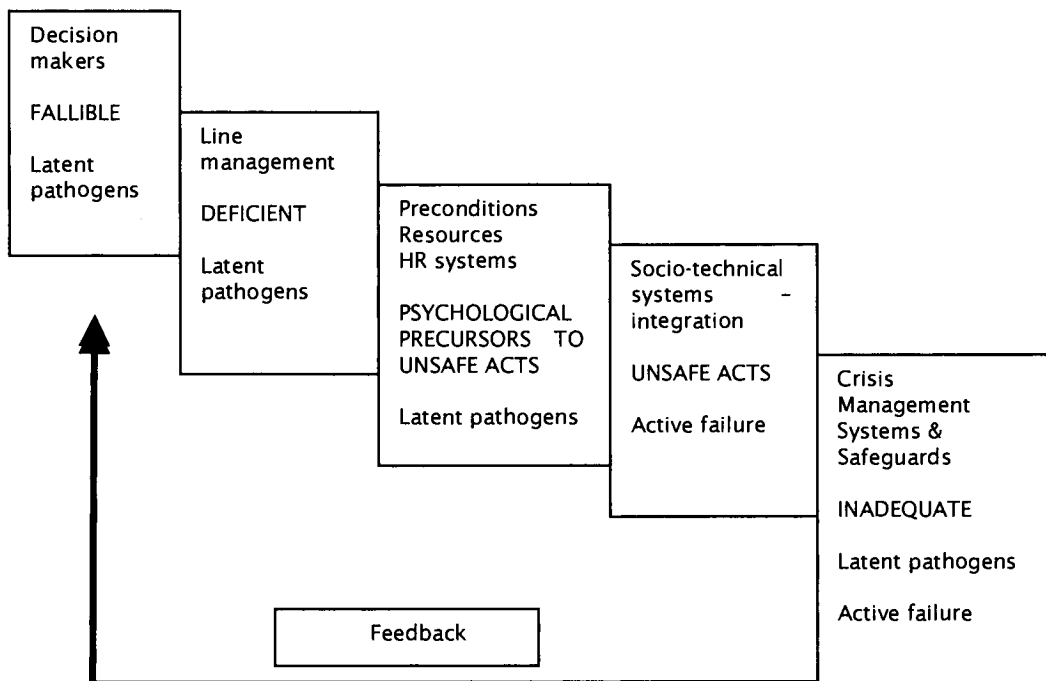 Decision
makers
FALLIBLE
Latent
pathogens
Line
management
DEFICIENT
Latent
pathogens
Preconditions
Resources
HR systems
PSYCHOLOGICAL
PRECURSORS TO
UNSAFE ACTS
Latent pathogens
Socio-technical
systems –
integration
UNSAFE ACTS
Active failure
Crisis
Management
Systems &
Safeguards
INADEQUATE
Latent pathogens
Active failure
Feedback